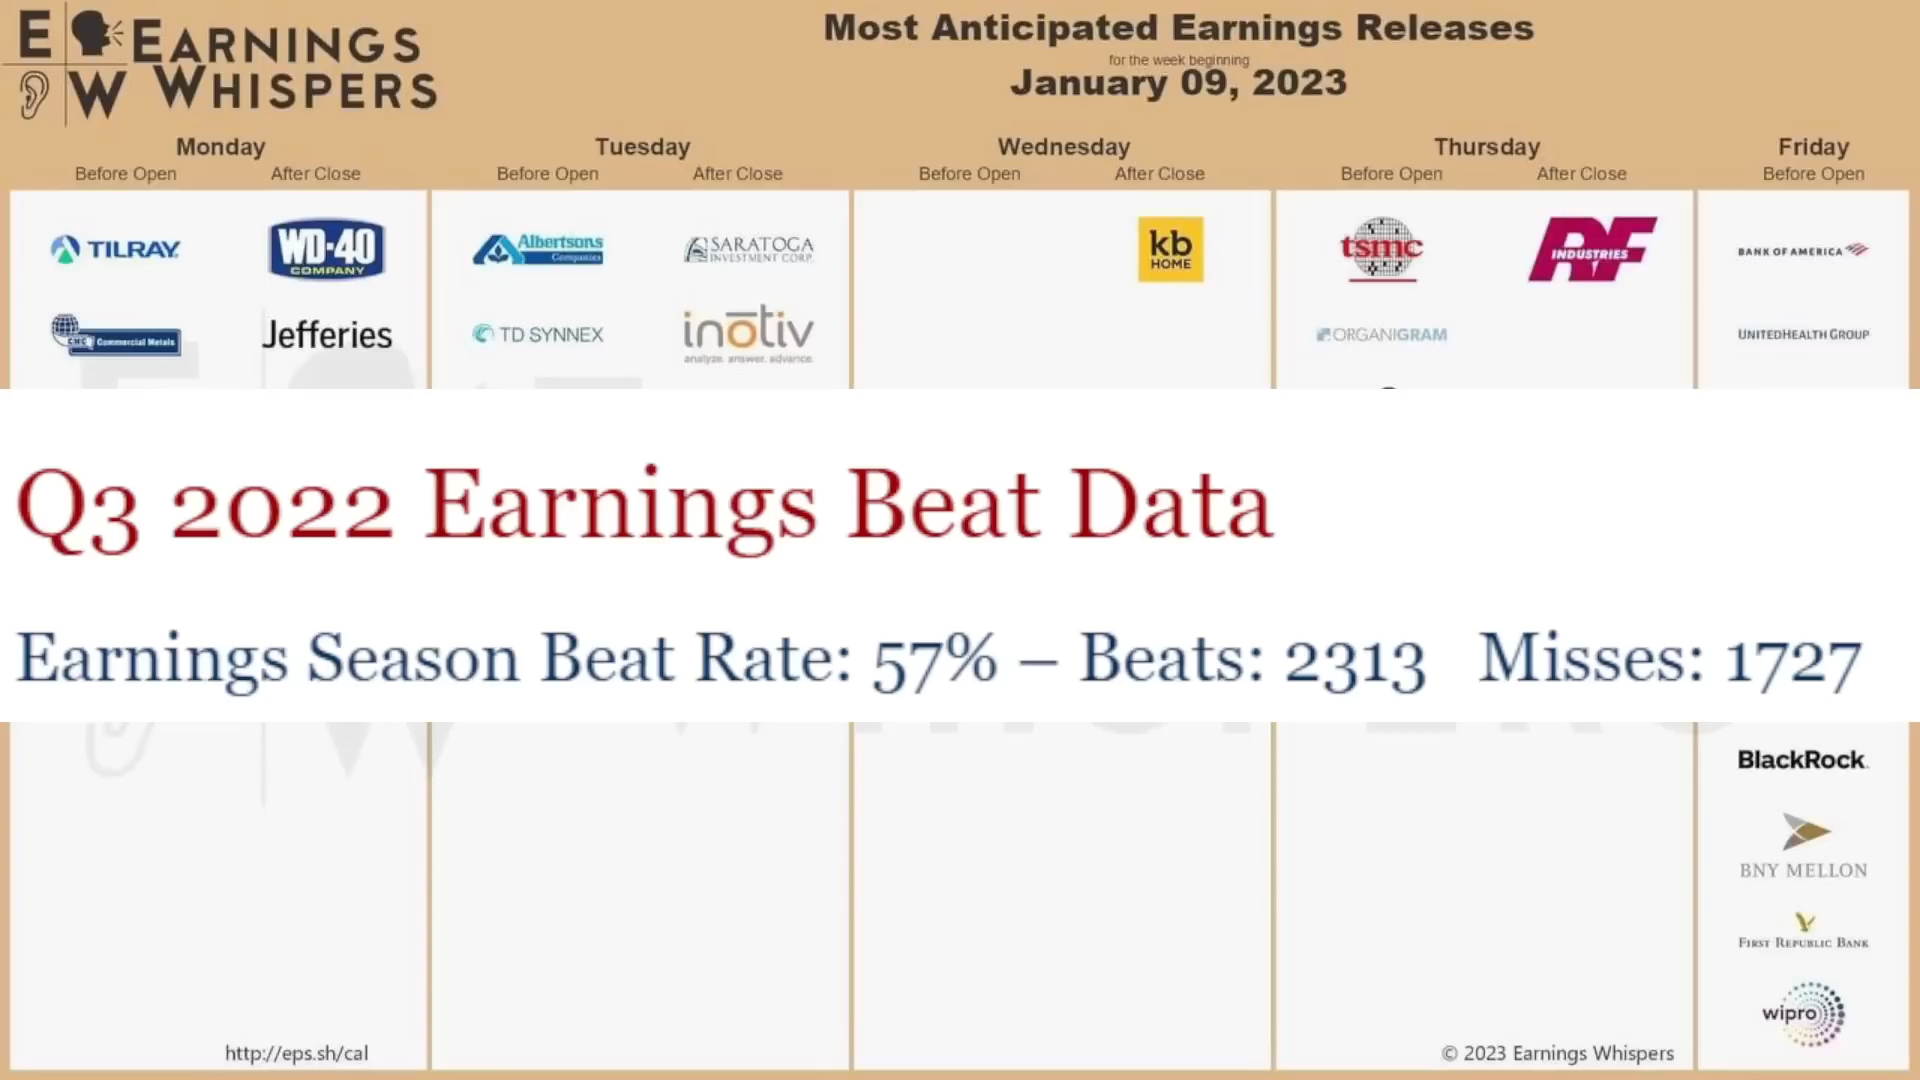 E EARNINGS
W WHISPERS
Most Anticipated Earnings Releases
for the week beginning
January 09, 2023
Monday
Before Open After Close
Tuesday
Before Open After Close
Wednesday
Before Open After Close
Thursday
Before Open After Close
Friday
Before Open
TILRAY
WD-40
COMPANY
CMC Commercial Metals
Jefferies
Albertsons
Companies
SARATOGA
INVESTMENT CORP.
TD SYNNEX
inotiv
analyze. answer. advance.
kb
HOME
tsmc
RF
INDUSTRIES
ORGANIGRAM
BANK OF AMERICA
UNITEDHEALTH GROUP
Q3 2022 Earnings Beat Data
Earnings Season Beat Rate: 57% – Beats: 2313 Misses: 1727
BlackRock.
BNY MELLON
FIRST REPUBLIC BANK
wipro
http://eps.sh/cal
© 2023 Earnings Whispers